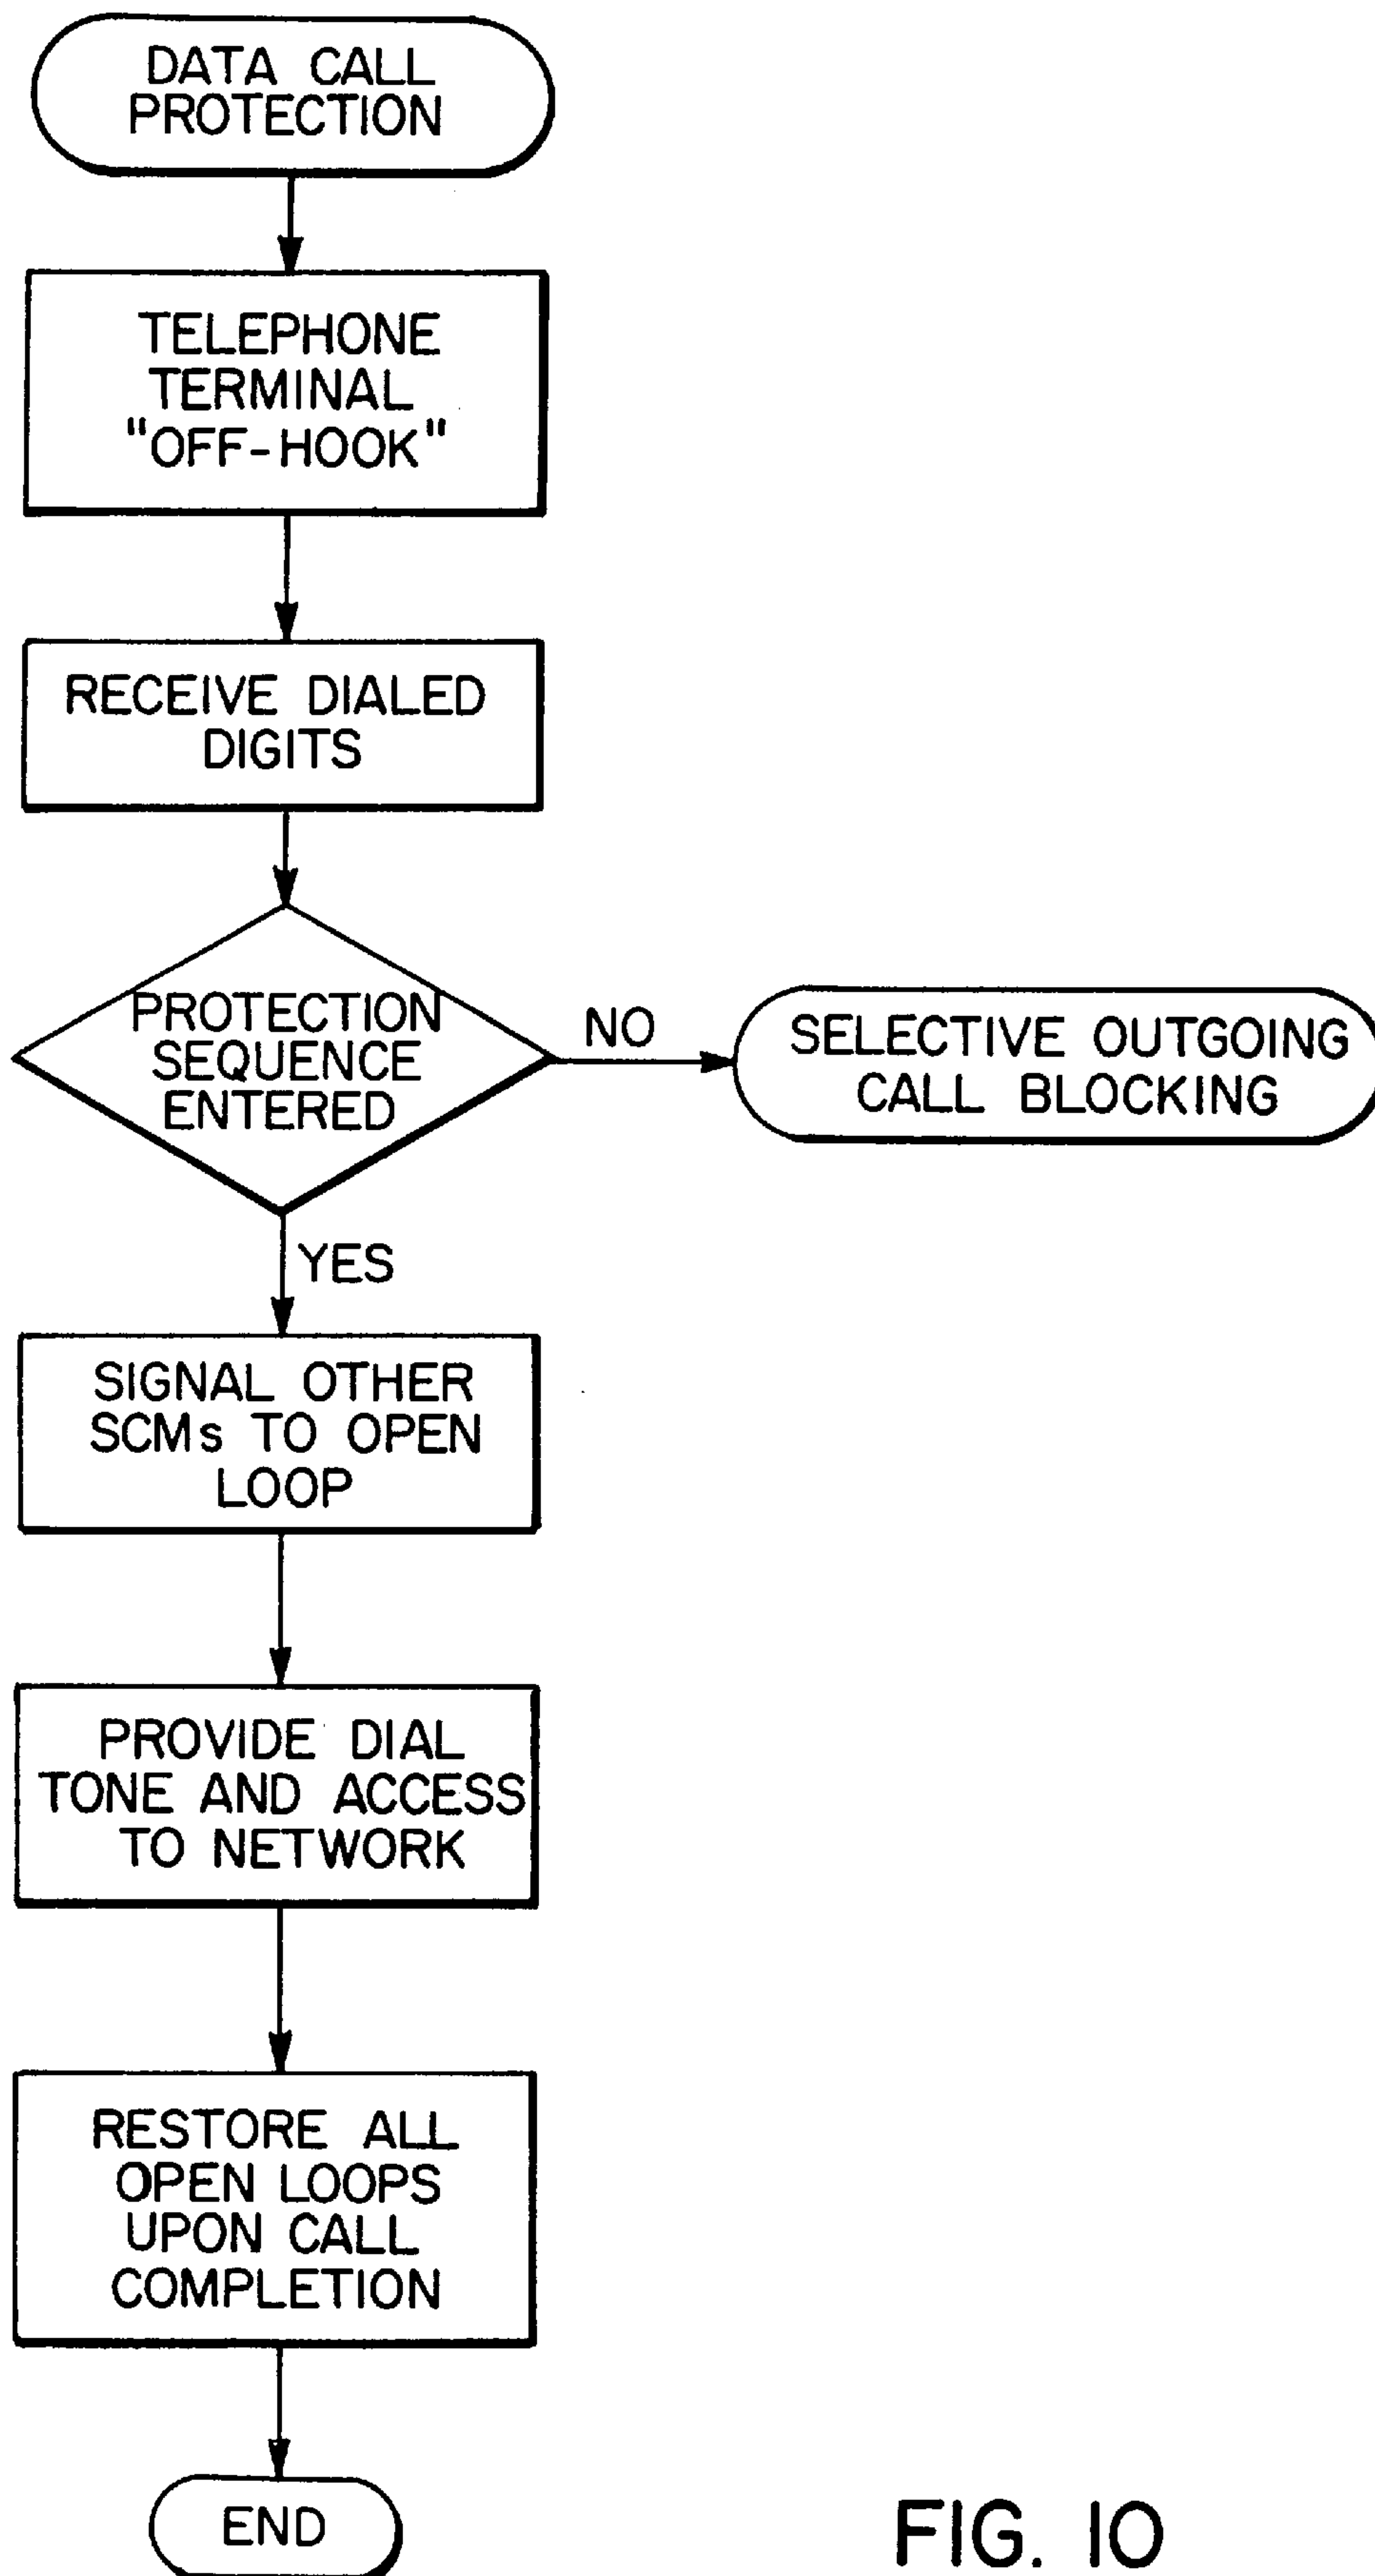 DATA CALL
PROTECTION
TELEPHONE
TERMINAL
"OFF-HOOK"
RECEIVE DIALED
DIGITS
PROTECTION
SEQUENCE
ENTERED
NO
SELECTIVE OUTGOING
CALL BLOCKING
YES
SIGNAL OTHER
SCMs TO OPEN
LOOP
PROVIDE DIAL
TONE AND ACCESS
TO NETWORK
RESTORE ALL
OPEN LOOPS
UPON CALL
COMPLETION
END
FIG. 10